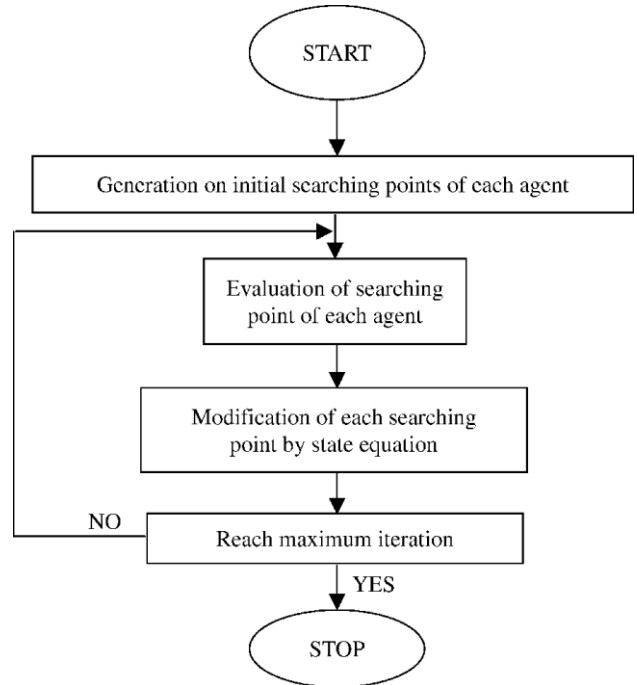 START
Generation on initial searching points of each agent
Evaluation of searching
point of each agent
Modification of each searching
point by state equation
NO
Reach maximum iteration
YES
STOP